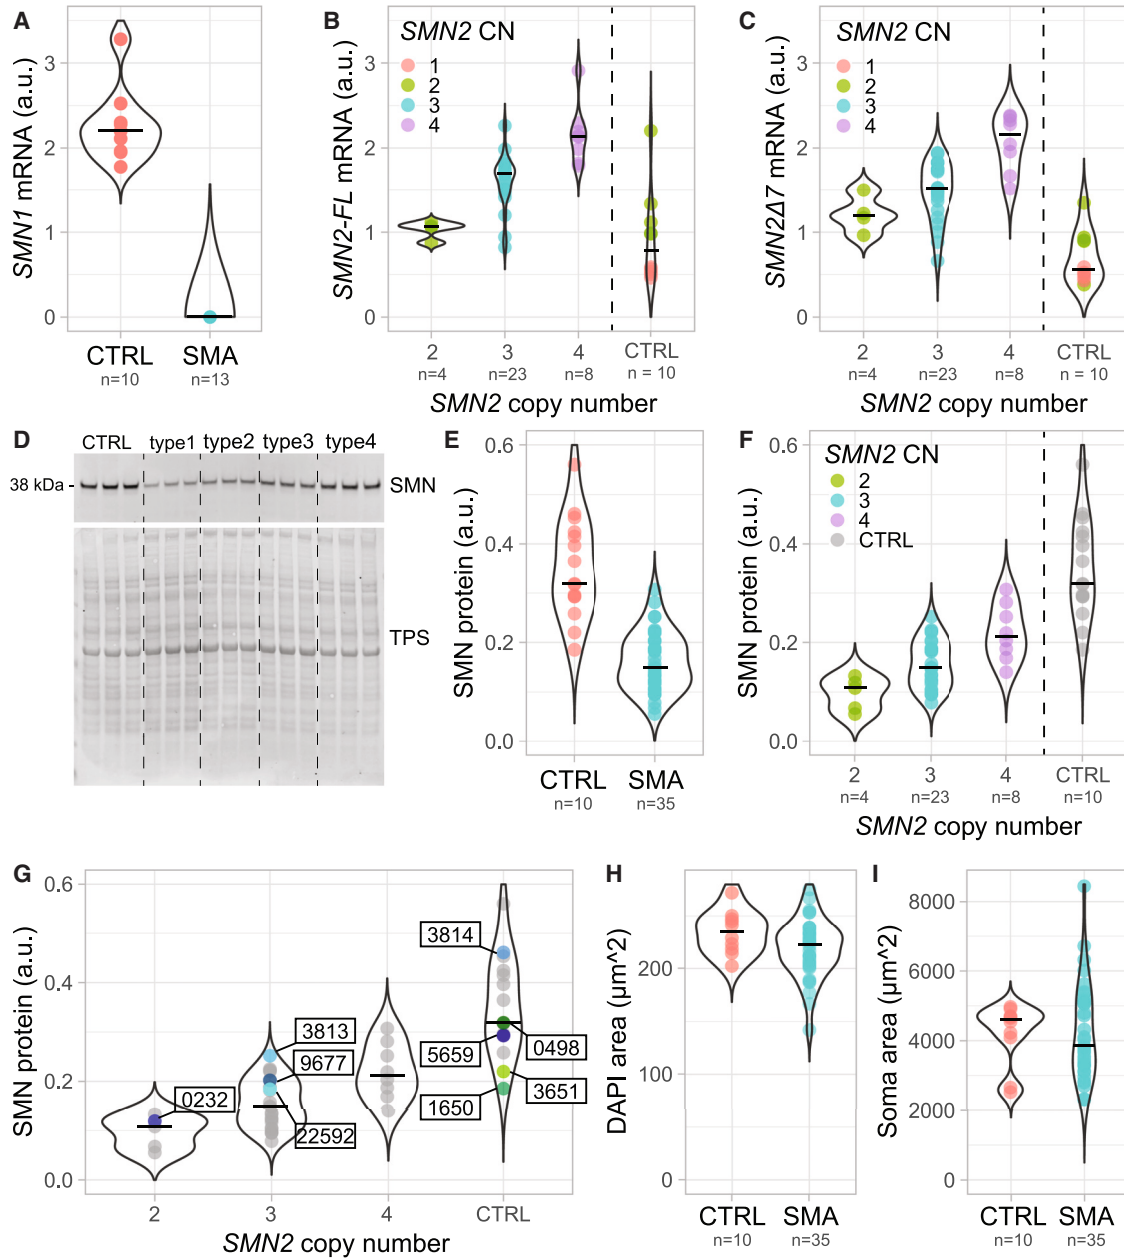 A
SMN1 mRNA (a.u.)
3
2
1
0
CTRL
n=10
SMA
n=13
B
SMN2-FL mRNA (a.u.)
SMN2 CN
1
2
3
4
3
2
1
0
2
n=4
3
n=23
4
n=8
CTRL
n = 10
SMN2 copy number
C
SMN2Δ7 mRNA (a.u.)
SMN2 CN
1
2
3
4
3
2
1
0
2
n=4
3
n=23
4
n=8
CTRL
n = 10
SMN2 copy number
D
CTRL type1 type2 type3 type4
38 kDa
SMN
TPS
E
SMN protein (a.u.)
0.4
0.2
0.0
CTRL
n=10
SMA
n=35
F
SMN protein (a.u.)
SMN2 CN
2
3
4
CTRL
0.4
0.2
0.0
2
n=4
3
n=23
4
n=8
CTRL
n=10
SMN2 copy number
G
SMN protein (a.u.)
0.6
0.4
0.2
0.0
0232
3813
9677
22592
3814
5659
1650
0498
3651
2
3
4
CTRL
SMN2 copy number
H
DAPI area (µm^2)
200
100
0
CTRL
n=10
SMA
n=35
I
Soma area (µm^2)
8000
6000
4000
2000
0
CTRL
n=10
SMA
n=35